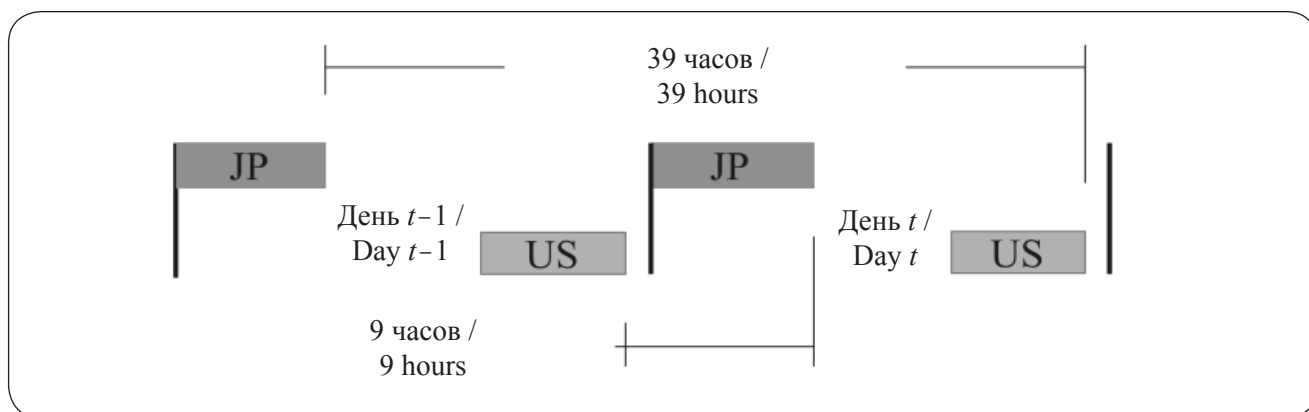 39 часов /
39 hours
JP
JP
День t–1 /
Day t–1
US
День t /
Day t
US
9 часов /
9 hours